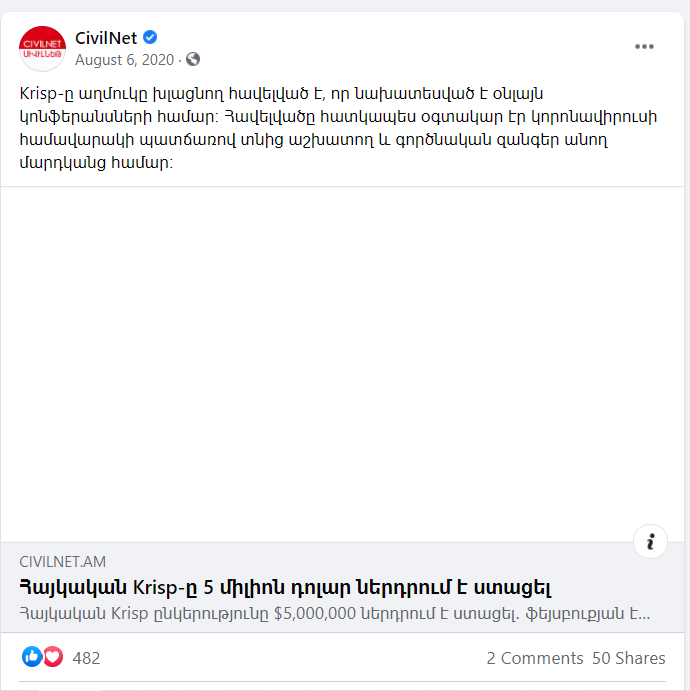 CIVILNET
ՍԻՎԻԼՆԵԹ
CivilNet
August 6, 2020 ·
Krisp-ը աղմուկը խլացնող հավելված է, որ նախատեսված է օնլայն
կոնֆերանսների համար: Հավելվածը հատկապես օգտակար էր կորոնավիրուսի
համավարակի պատճառով տնից աշխատող և գործնական զանգեր անող
մարդկանց համար:
CIVILNET.AM
Հայկական Krisp-ը 5 միլիոն դոլար ներդրում է ստացել
Հայկական Krisp ընկերությունը $5,000,000 ներդրում է ստացել. ֆեյսբուքյան է...
482
2 Comments 50 Shares